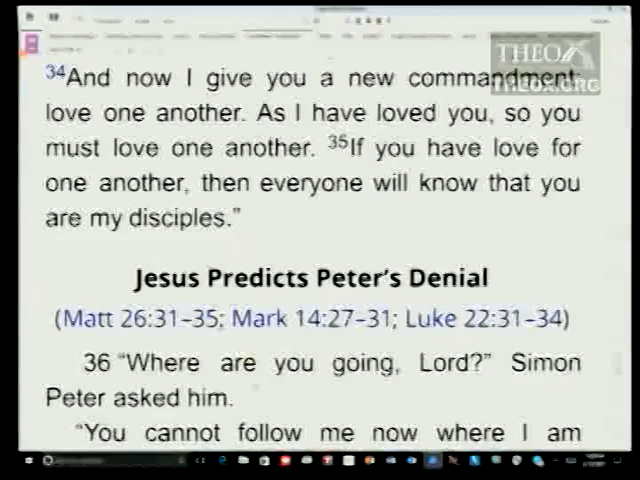 THEOX
THEOX.ORG
34And now I give you a new commandment:
love one another. As I have loved you, so you
must love one another. 35If you have love for
one another, then everyone will know that you
are my disciples.”
Jesus Predicts Peter’s Denial
(Matt 26:31–35; Mark 14:27–31; Luke 22:31–34)
36 “Where are you going, Lord?” Simon
Peter asked him.
“You cannot follow me now where I am